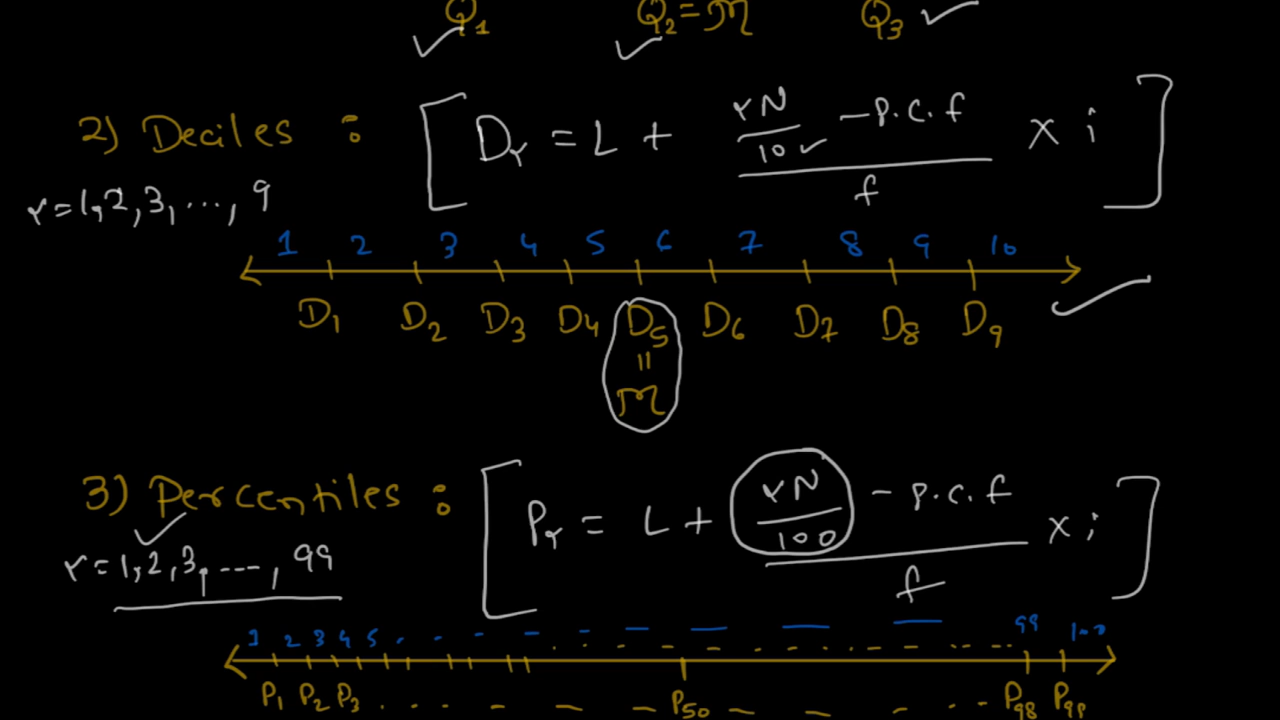 Q₁ Q₂ = M Q₃
2) Deciles : [ Dᵣ = L + (rN/10 - p.c.f)/f × i ]
r = 1, 2, 3, ..., 9
1 2 3 4 5 6 7 8 9 10
D₁ D₂ D₃ D₄ D₅ D₆ D₇ D₈ D₉
=
M
3) Percentiles : [ Pᵣ = L + (rN/100 - p.c.f)/f × i ]
r = 1, 2, 3, ---, 99
1 2 3 4 5 99 100
P₁ P₂ P₃ P₅₀ P₉₈ P₉₉